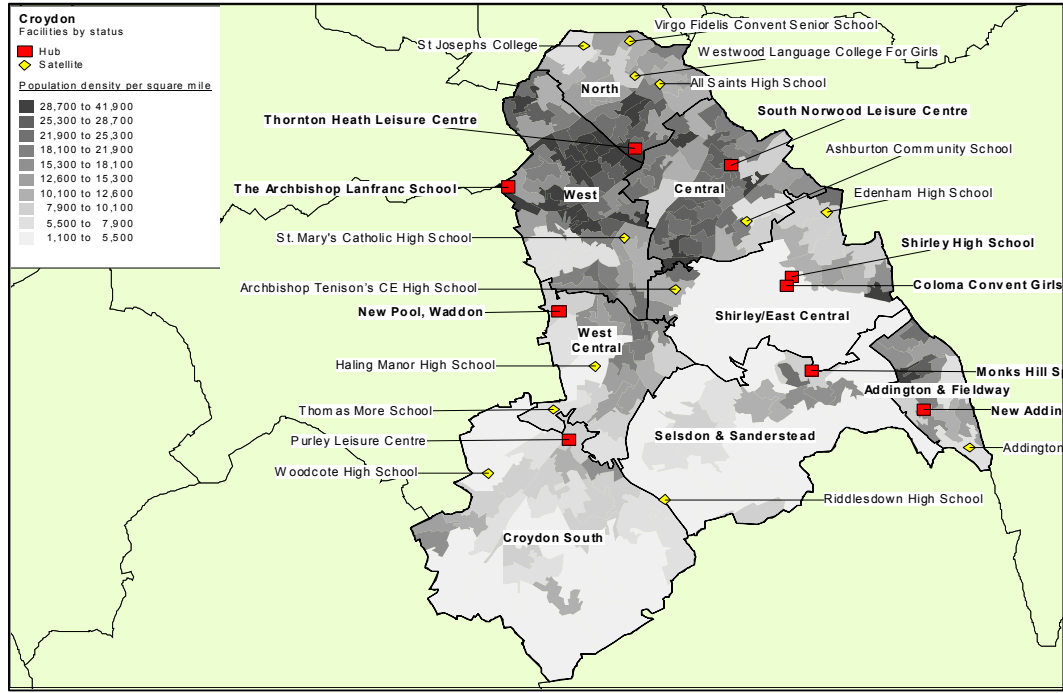 Croydon
Facilities by status
Hub
Satellite
Population density per square mile
28,700 to 41,900
25,300 to 28,700
21,900 to 25,300
18,100 to 21,900
15,300 to 18,100
12,600 to 15,300
10,100 to 12,600
7,900 to 10,100
5,500 to 7,900
1,100 to 5,500
Virgo Fidelis Convent Senior School
St Josephs College
Westwood Language College For Girls
All Saints High School
North
Thornton Heath Leisure Centre
South Norwood Leisure Centre
Ashburton Community School
The Archbishop Lanfranc School
West
Central
Edenham High School
St. Mary's Catholic High School
Shirley High School
Archbishop Tenison's CE High School
Coloma Convent Girls
New Pool, Waddon
Shirley/East Central
West
Central
Haling Manor High School
Monks Hill Sp
Addington & Fieldway
Thomas More School
New Addin
Purley Leisure Centre
Selsdon & Sanderstead
Addington
Woodcote High School
Riddlesdown High School
Croydon South